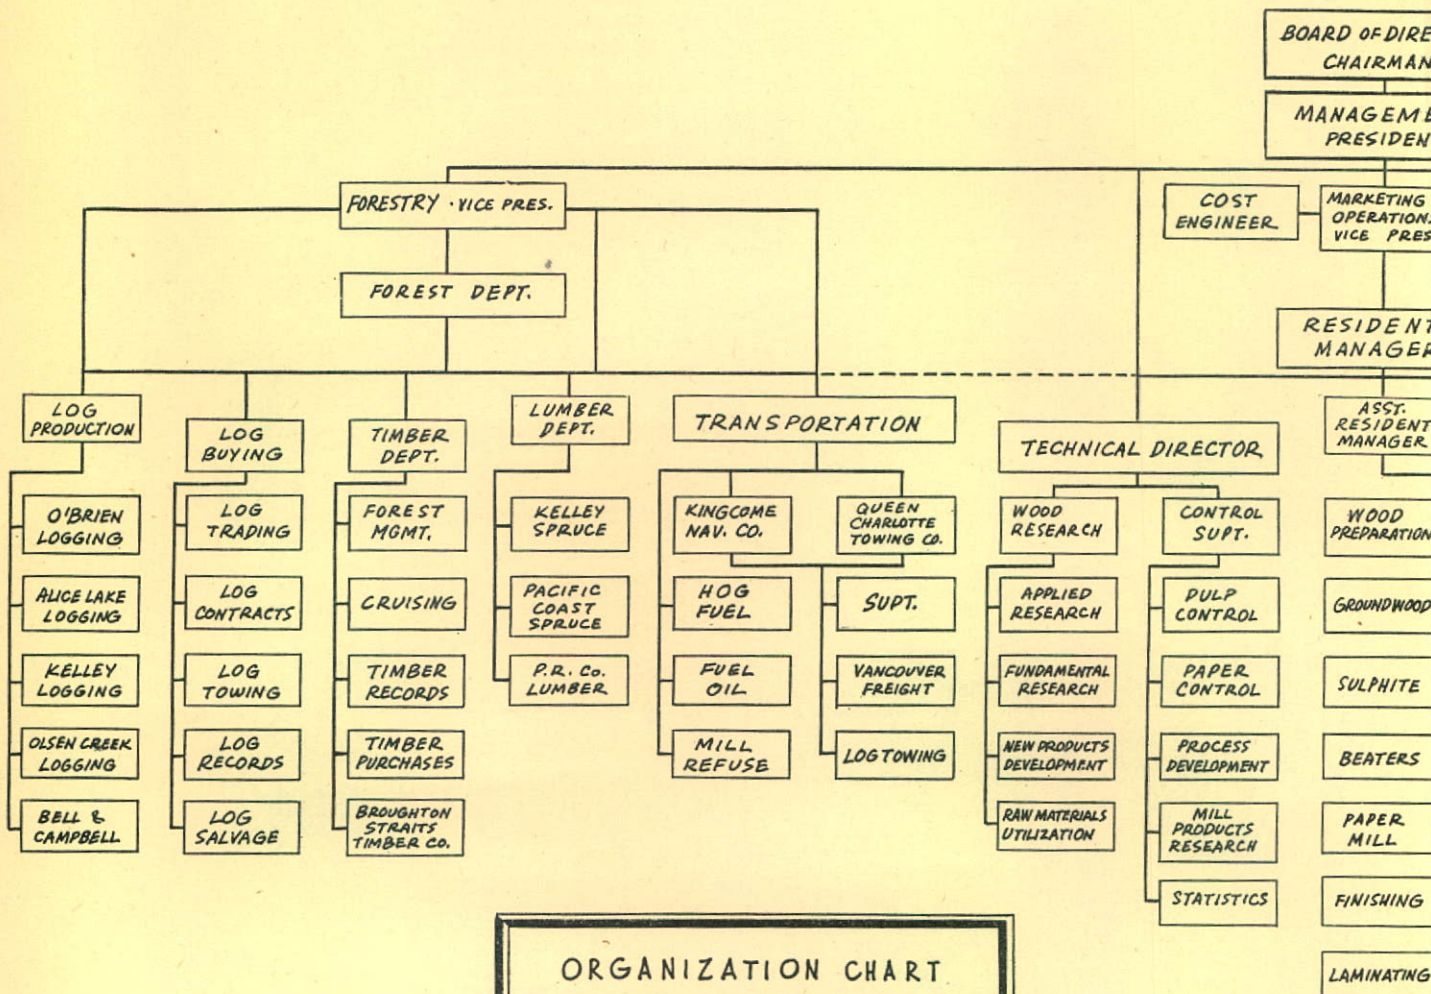 BOARD OF DIRE
CHAIRMAN
MANAGEME
PRESIDEN
FORESTRY · VICE PRES.
COST
ENGINEER
MARKETING
OPERATION.
VICE PRES
FOREST DEPT.
RESIDENT
MANAGER
LOG
PRODUCTION
LOG
BUYING
TIMBER
DEPT.
LUMBER
DEPT.
TRANSPORTATION
TECHNICAL DIRECTOR
ASST.
RESIDENT
MANAGER
O'BRIEN
LOGGING
ALICE LAKE
LOGGING
KELLEY
LOGGING
OLSEN CREEK
LOGGING
BELL &
CAMPBELL
LOG
TRADING
LOG
CONTRACTS
LOG
TOWING
LOG
RECORDS
LOG
SALVAGE
FOREST
MGMT.
CRUISING
TIMBER
RECORDS
TIMBER
PURCHASES
BROUGHTON
STRAITS
TIMBER CO.
KELLEY
SPRUCE
PACIFIC
COAST
SPRUCE
P.R. Co.
LUMBER
KINGCOME
NAV. CO.
HOG
FUEL
FUEL
OIL
MILL
REFUSE
QUEEN
CHARLOTTE
TOWING CO.
SUPT.
VANCOUVER
FREIGHT
LOG TOWING
WOOD
RESEARCH
APPLIED
RESEARCH
FUNDAMENTAL
RESEARCH
NEW PRODUCTS
DEVELOPMENT
RAW MATERIALS
UTILIZATION
CONTROL
SUPT.
PULP
CONTROL
PAPER
CONTROL
PROCESS
DEVELOPMENT
MILL
PRODUCTS
RESEARCH
STATISTICS
WOOD
PREPARATION
GROUNDWOOD
SULPHITE
BEATERS
PAPER
MILL
FINISHING
LAMINATING
ORGANIZATION CHART